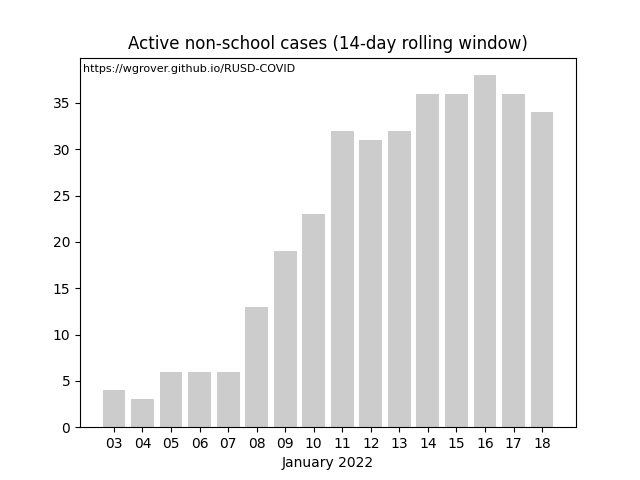 Active non-school cases (14-day rolling window)
https://wgrover.github.io/RUSD-COVID
35
30
25
20
15
10
5
0
03 04 05 06 07 08 09 10 11 12 13 14 15 16 17 18
January 2022